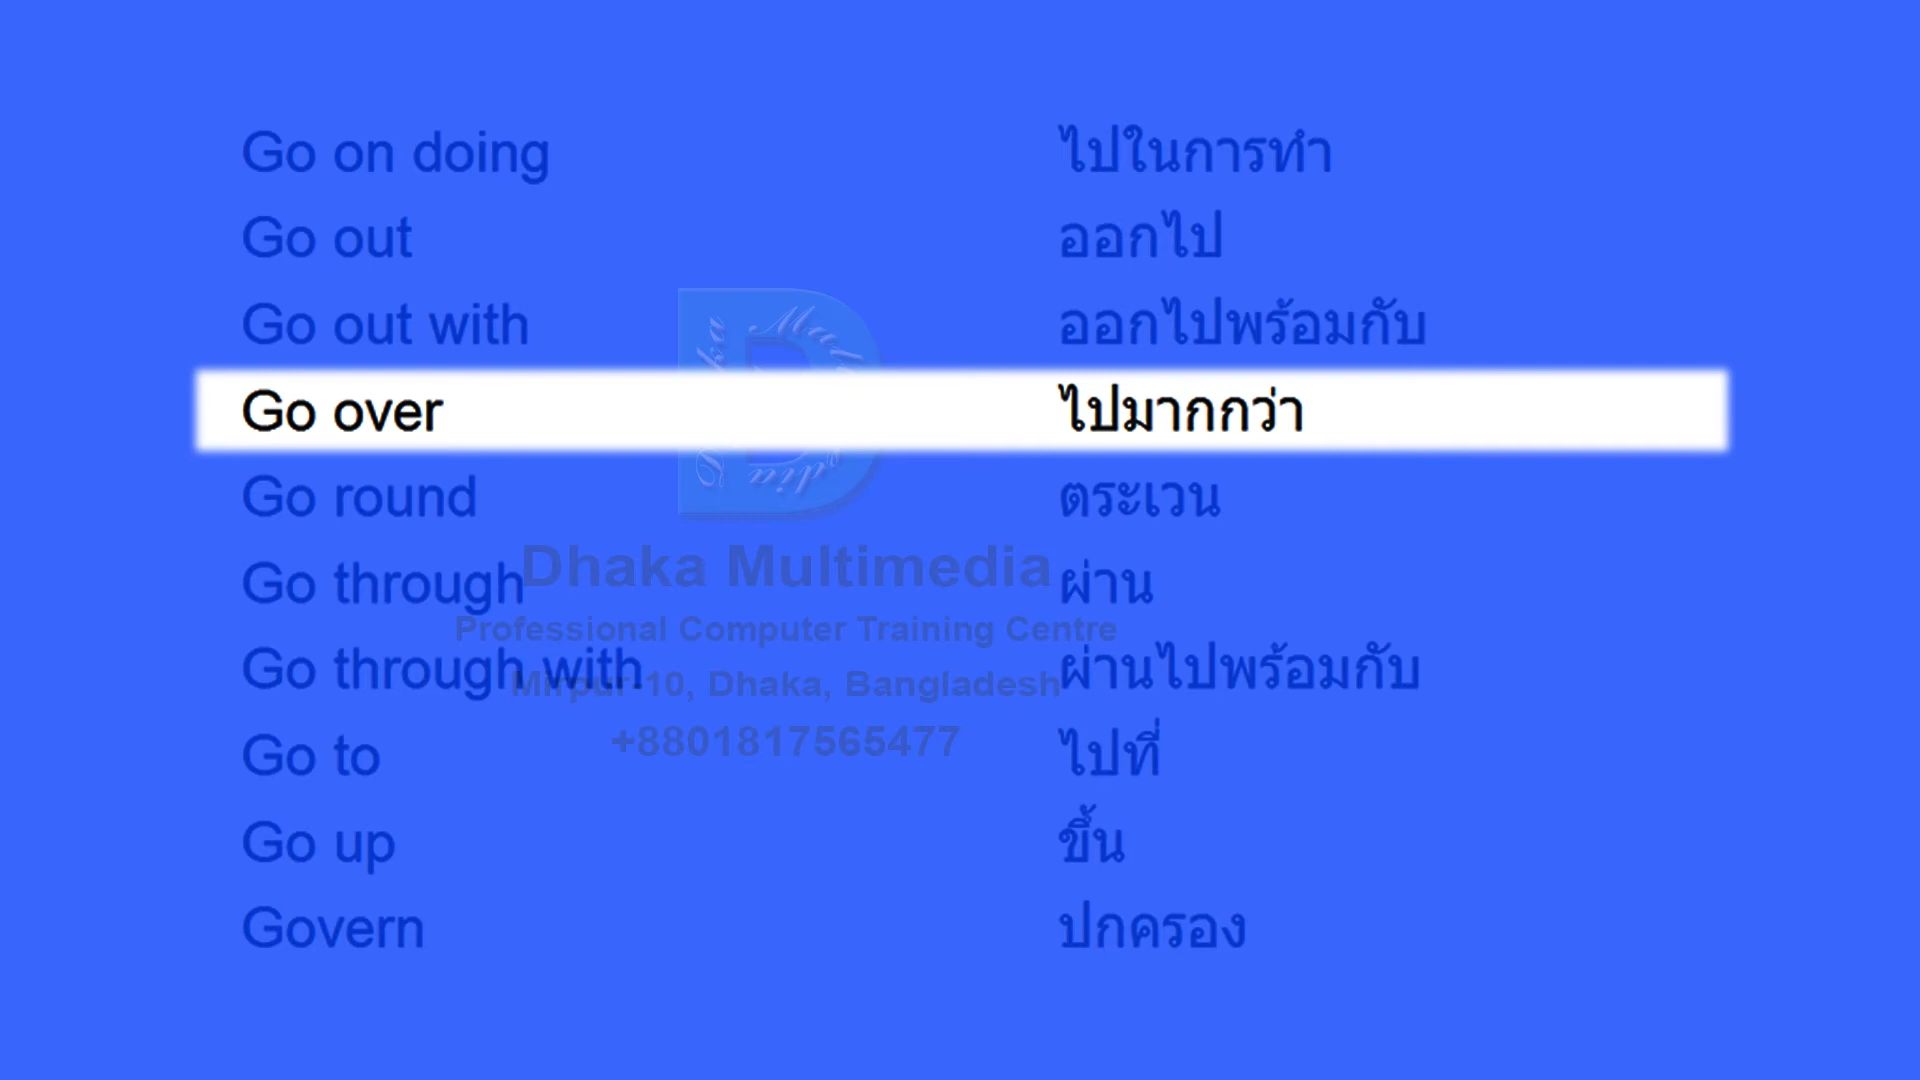 Go on doing ไปในการทำ
Go out ออกไป
Go out with ออกไปพร้อมกับ
Go over ไปมากกว่า
Go round ตระเวน
Go through ผ่าน
Go through with ผ่านไปพร้อมกับ
Go to ไปที่
Go up ขึ้น
Govern ปกครอง
Dhaka Multimedia
Dhaka Multimedia
Professional Computer Training Centre
Mirpur-10, Dhaka, Bangladesh
+8801817565477